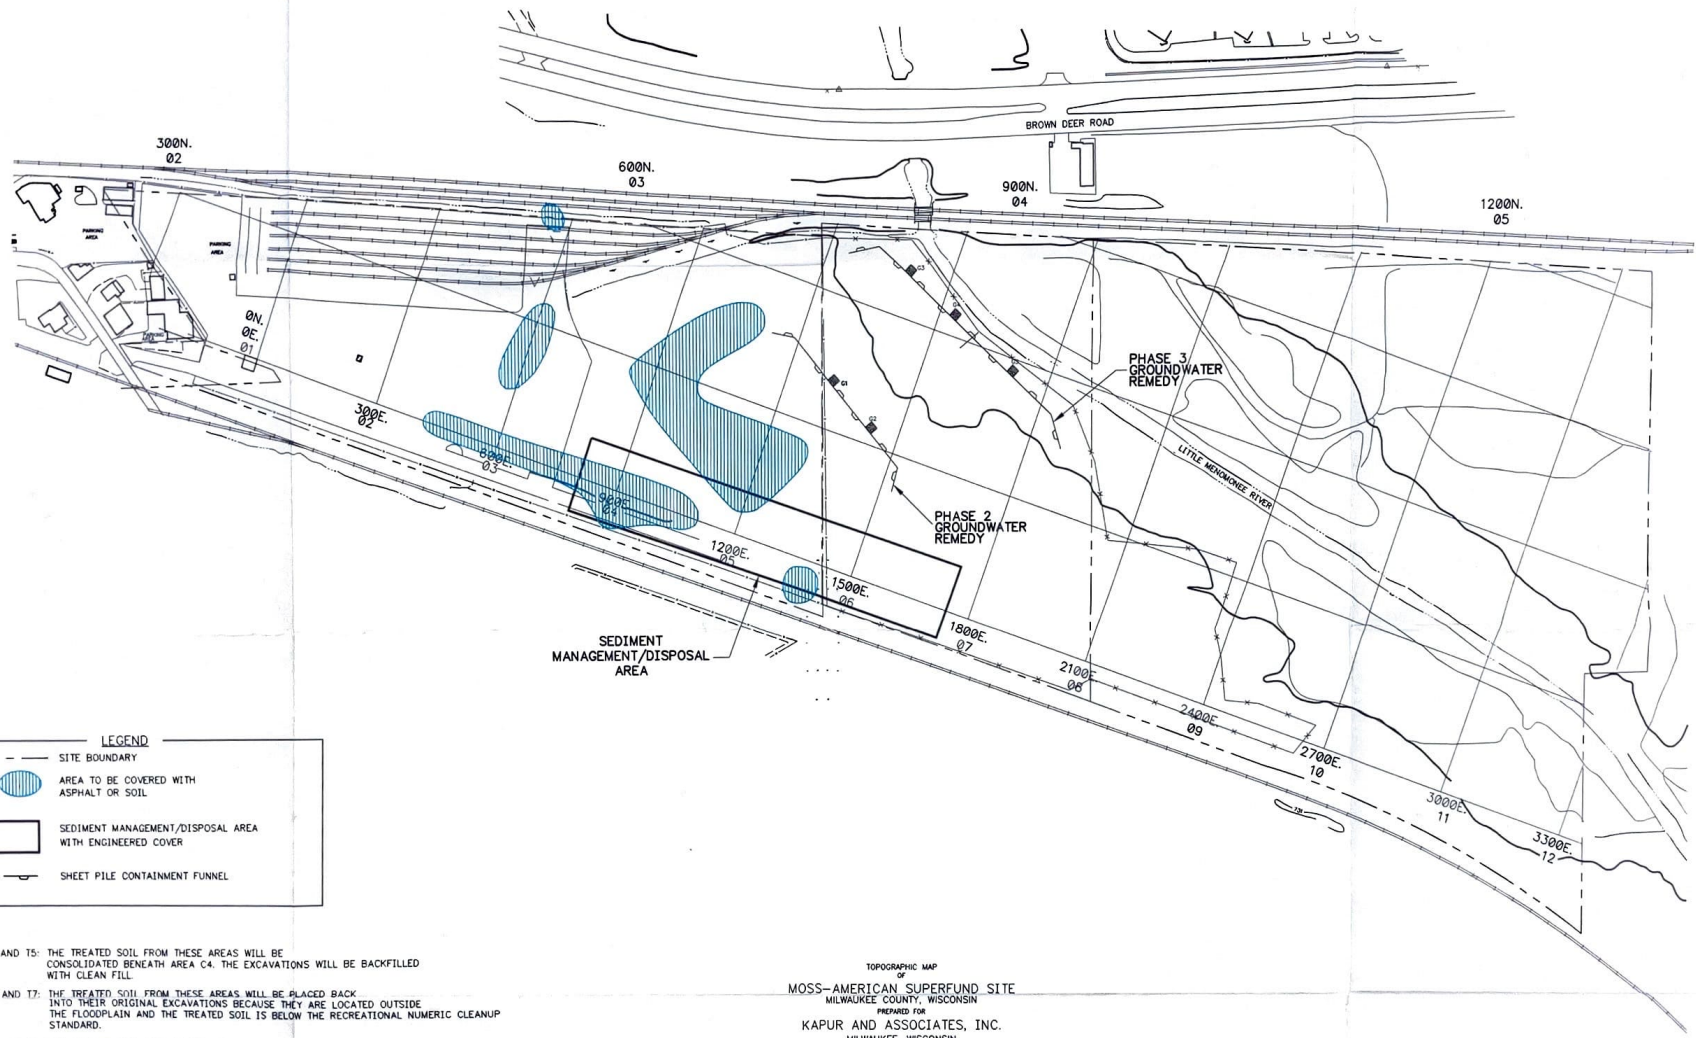 BROWN DEER ROAD
300N.
02
600N.
03
900N.
04
1200N.
05
PARKING
AREA
PARKING
AREA
PARKING
0N.
0E.
01
G3
G4
G1
G2
PHASE 3
GROUNDWATER
REMEDY
300E.
02
600E.
03
900E.
04
LITTLE MENOMONEE RIVER
PHASE 2
GROUNDWATER
REMEDY
1200E.
05
1500E.
06
1800E.
07
SEDIMENT
MANAGEMENT/DISPOSAL
AREA
2100E.
08
2400E.
09
2700E.
10
3000E.
11
3300E.
12
LEGEND
SITE BOUNDARY
AREA TO BE COVERED WITH
ASPHALT OR SOIL
SEDIMENT MANAGEMENT/DISPOSAL AREA
WITH ENGINEERED COVER
SHEET PILE CONTAINMENT FUNNEL
AND T5: THE TREATED SOIL FROM THESE AREAS WILL BE
CONSOLIDATED BENEATH AREA C4. THE EXCAVATIONS WILL BE BACKFILLED
WITH CLEAN FILL
AND T7: THE TREATED SOIL FROM THESE AREAS WILL BE PLACED BACK
INTO THEIR ORIGINAL EXCAVATIONS BECAUSE THEY ARE LOCATED OUTSIDE
THE FLOODPLAIN AND THE TREATED SOIL IS BELOW THE RECREATIONAL NUMERIC CLEANUP
STANDARD.
TOPOGRAPHIC MAP
OF
MOSS-AMERICAN SUPERFUND SITE
MILWAUKEE COUNTY, WISCONSIN
PREPARED FOR
KAPUR AND ASSOCIATES, INC.
MILWAUKEE, WISCONSIN